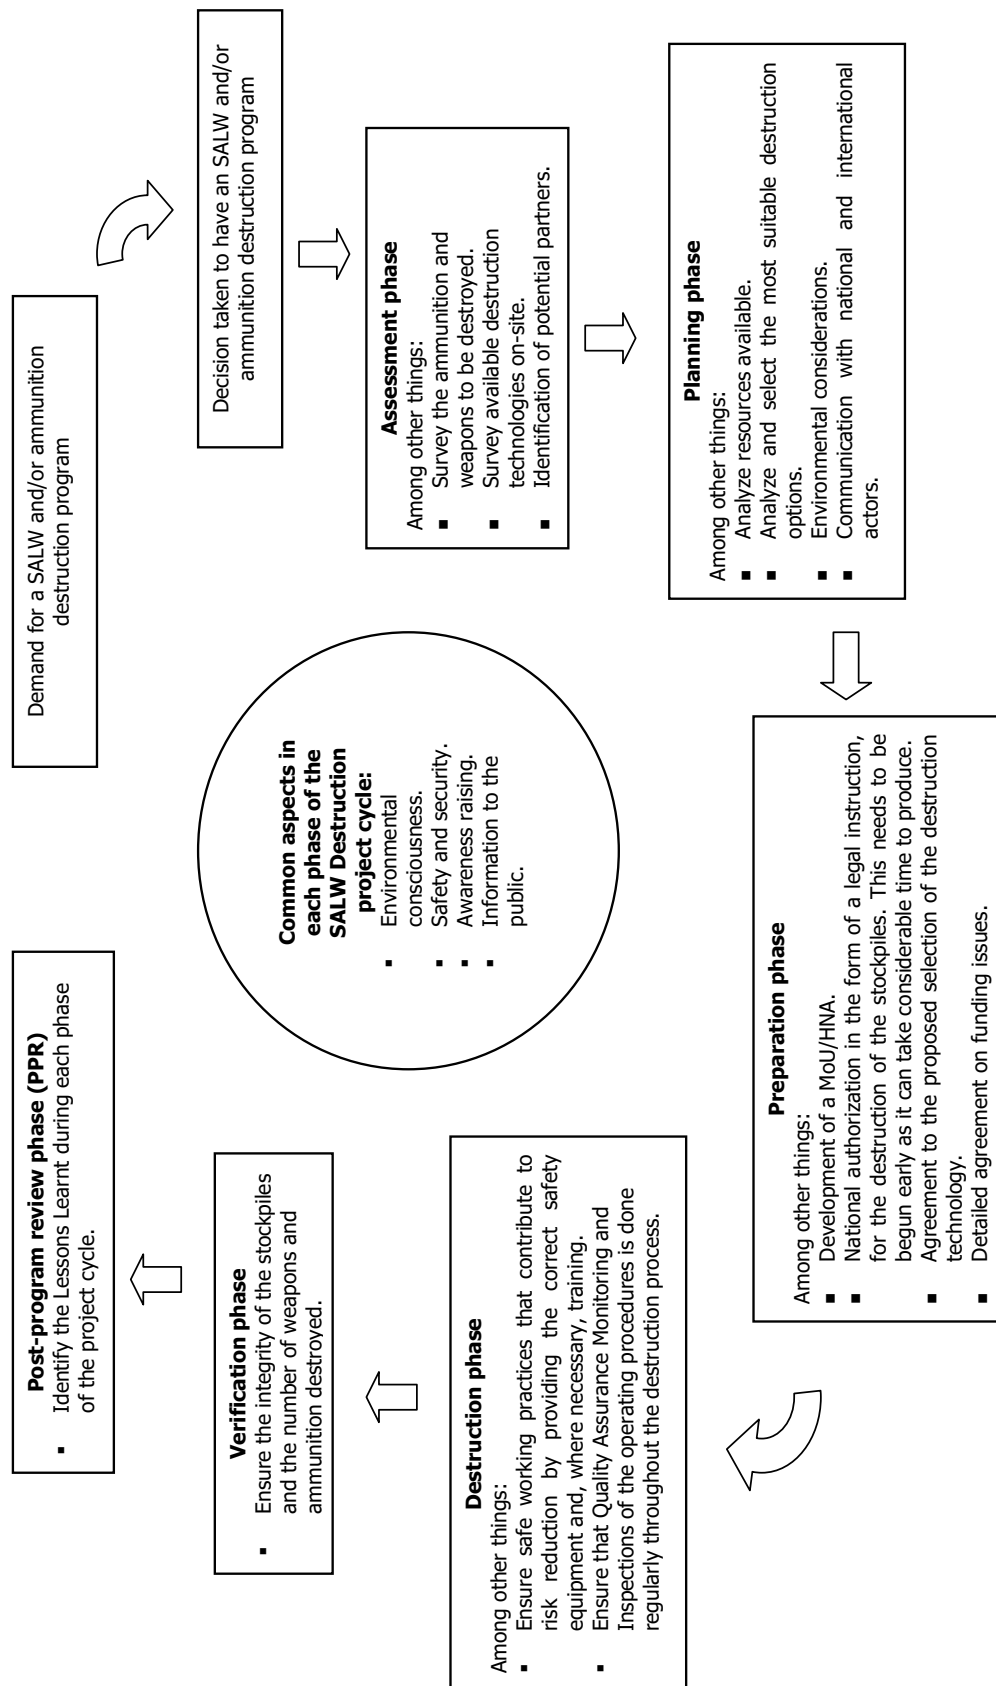 Demand for a SALW and/or ammunition
destruction program
Decision taken to have an SALW and/or
ammunition destruction program
Assessment phase
Among other things:
▪ Survey the ammunition and
weapons to be destroyed.
▪ Survey available destruction
technologies on-site.
▪ Identification of potential partners.
Planning phase
Among other things:
▪ Analyze resources available.
▪ Analyze and select the most suitable destruction
options.
▪ Environmental considerations.
▪ Communication with national and international
actors.
Preparation phase
Among other things:
▪ Development of a MoU/HNA.
▪ National authorization in the form of a legal instruction,
for the destruction of the stockpiles. This needs to be
begun early as it can take considerable time to produce.
▪ Agreement to the proposed selection of the destruction
technology.
▪ Detailed agreement on funding issues.
Destruction phase
Among other things:
▪ Ensure safe working practices that contribute to
risk reduction by providing the correct safety
equipment and, where necessary, training.
▪ Ensure that Quality Assurance Monitoring and
Inspections of the operating procedures is done
regularly throughout the destruction process.
Verification phase
▪ Ensure the integrity of the stockpiles
and the number of weapons and
ammunition destroyed.
Post-program review phase (PPR)
▪ Identify the Lessons Learnt during each phase
of the project cycle.
Common aspects in
each phase of the
SALW Destruction
project cycle:
▪ Environmental
consciousness.
▪ Safety and security.
▪ Awareness raising.
▪ Information to the
public.